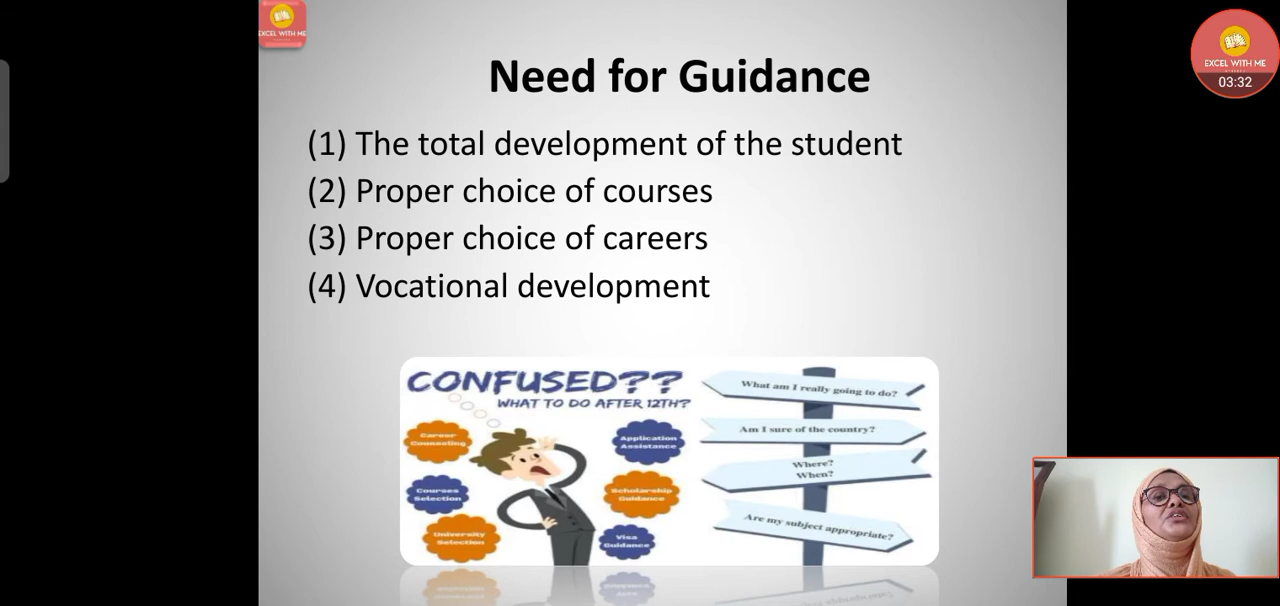 EXCEL WITH ME
EXCEL WITH ME
03:32
Need for Guidance
(1) The total development of the student
(2) Proper choice of courses
(3) Proper choice of careers
(4) Vocational development
CONFUSED??
WHAT TO DO AFTER 12TH?
Career
Counseling
Application
Assistance
Courses
Selection
Scholarship
Guidance
University
Selection
Visa
Guidance
What am I really going to do?
Am I sure of the country?
Where?
When?
Are my subject appropriate?